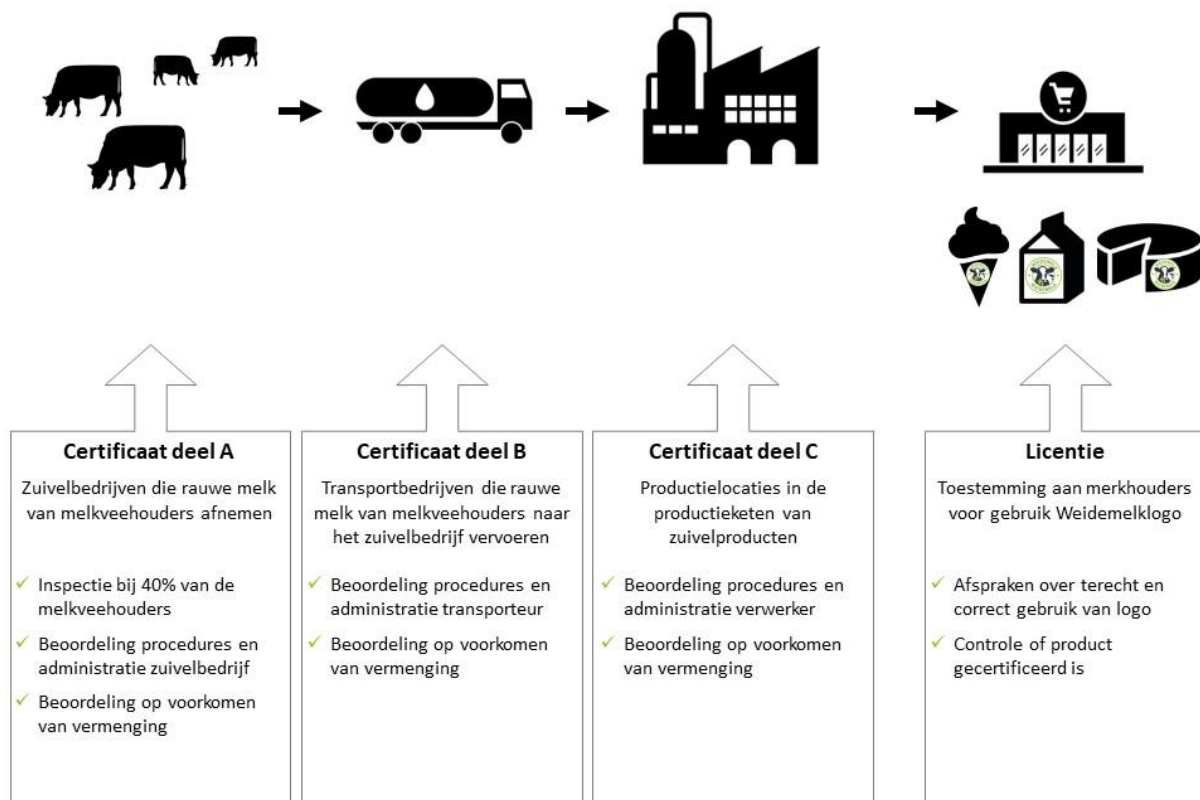 Certificaat deel A
Zuivelbedrijven die rauwe melk
van melkveehouders afnemen
Inspectie bij 40% van de
melkveehouders
Beoordeling procedures en
administratie zuivelbedrijf
Beoordeling op voorkomen
van vermenging
Certificaat deel B
Transportbedrijven die rauwe
melk van melkveehouders naar
het zuivelbedrijf vervoeren
Beoordeling procedures en
administratie transporteur
Beoordeling op voorkomen
van vermenging
Certificaat deel C
Productielocaties in de
productieketen van
zuivelproducten
Beoordeling procedures en
administratie verwerker
Beoordeling op voorkomen
van vermenging
Licentie
Toestemming aan merkhouders
voor gebruik Weidemelklogo
Afspraken over terecht en
correct gebruik van logo
Controle of product
gecertificeerd is